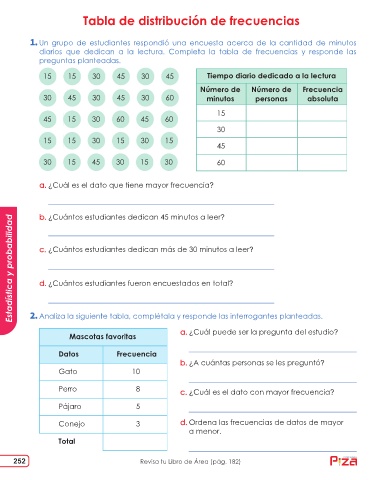 Tabla de distribución de frecuencias
1. Un grupo de estudiantes respondió una encuesta acerca de la cantidad de minutos
diarios que dedican a la lectura. Completa la tabla de frecuencias y responde las
preguntas planteadas.
15 15 30 45 30 45
30 45 30 45 30 60
45 15 30 60 45 60
15 15 30 15 30 15
30 15 45 30 15 30
Tiempo diario dedicado a la lectura
Número de minutos Número de personas Frecuencia absoluta
15
30
45
60
a. ¿Cuál es el dato que tiene mayor frecuencia?
b. ¿Cuántos estudiantes dedican 45 minutos a leer?
c. ¿Cuántos estudiantes dedican más de 30 minutos a leer?
d. ¿Cuántos estudiantes fueron encuestados en total?
2. Analiza la siguiente tabla, complétala y responde las interrogantes planteadas.
Mascotas favoritas
Datos Frecuencia
Gato 10
Perro 8
Pájaro 5
Conejo 3
Total
a. ¿Cuál puede ser la pregunta del estudio?
b. ¿A cuántas personas se les preguntó?
c. ¿Cuál es el dato con mayor frecuencia?
d. Ordena las frecuencias de datos de mayor
a menor.
Estadística y probabilidad
252
Revisa tu Libro de Área (pág. 182)